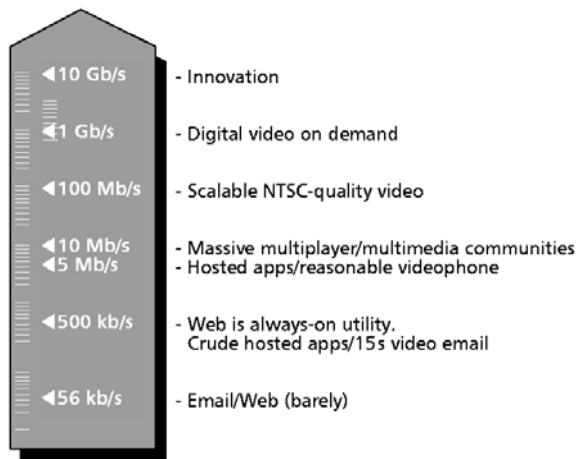 ◀10 Gb/s - Innovation
◀1 Gb/s - Digital video on demand
◀100 Mb/s - Scalable NTSC-quality video
◀10 Mb/s - Massive multiplayer/multimedia communities
◀5 Mb/s - Hosted apps/reasonable videophone
◀500 kb/s - Web is always-on utility.
Crude hosted apps/15s video email
◀56 kb/s - Email/Web (barely)